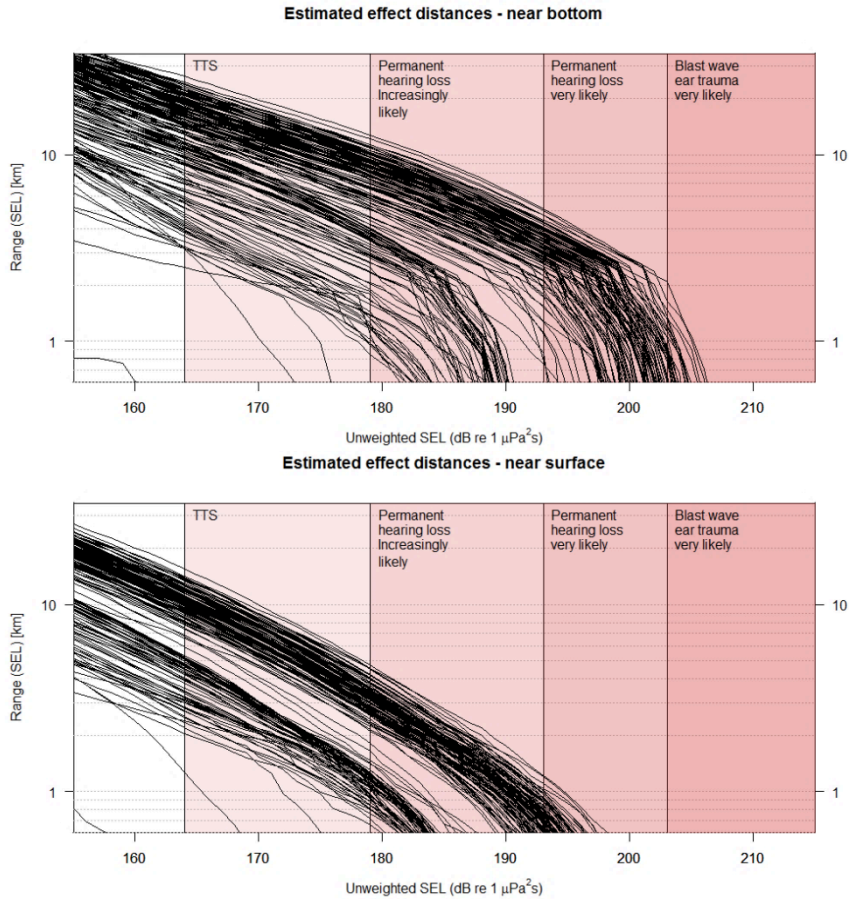 Estimated effect distances - near bottom
TTS
Permanent
hearing loss
Increasingly
likely
Permanent
hearing loss
very likely
Blast wave
ear trauma
very likely
10
1
10
1
Range (SEL) [km]
160
170
180
190
200
210
Unweighted SEL (dB re 1 μPa²s)
Estimated effect distances - near surface
TTS
Permanent
hearing loss
Increasingly
likely
Permanent
hearing loss
very likely
Blast wave
ear trauma
very likely
10
1
10
1
Range (SEL) [km]
160
170
180
190
200
210
Unweighted SEL (dB re 1 μPa²s)